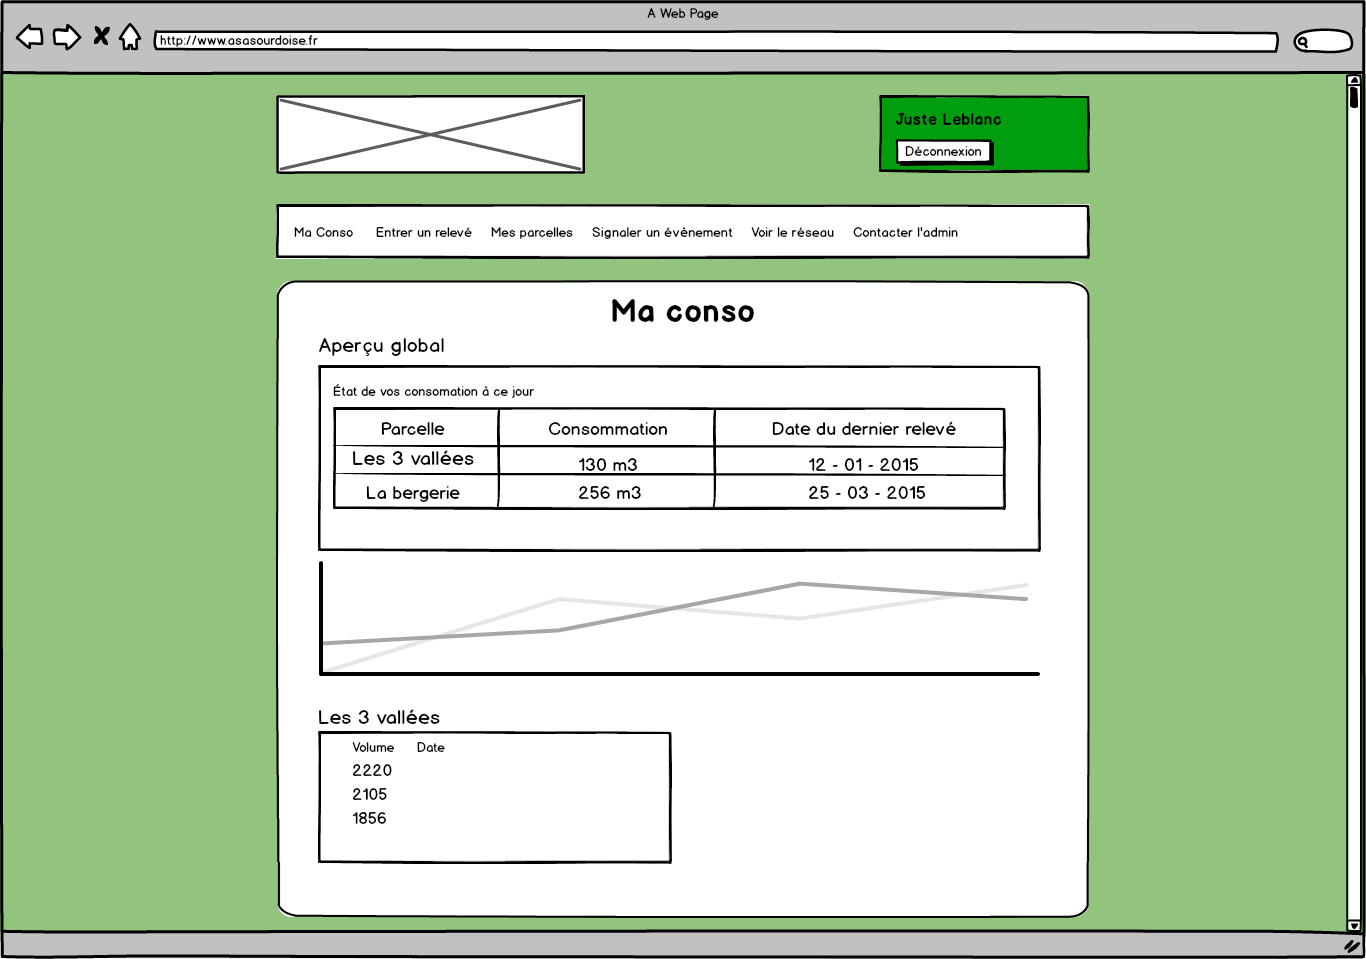 A Web Page
http://www.asasourdoise.fr
Juste Leblanc
Déconnexion
Ma Conso Entrer un relevé Mes parcelles Signaler un évènement Voir le réseau Contacter l'admin
Ma conso
Aperçu global
État de vos consomation à ce jour
Parcelle Consommation Date du dernier relevé
Les 3 vallées 130 m3 12 - 01 - 2015
La bergerie 256 m3 25 - 03 - 2015
Les 3 vallées
Volume Date
2220
2105
1856